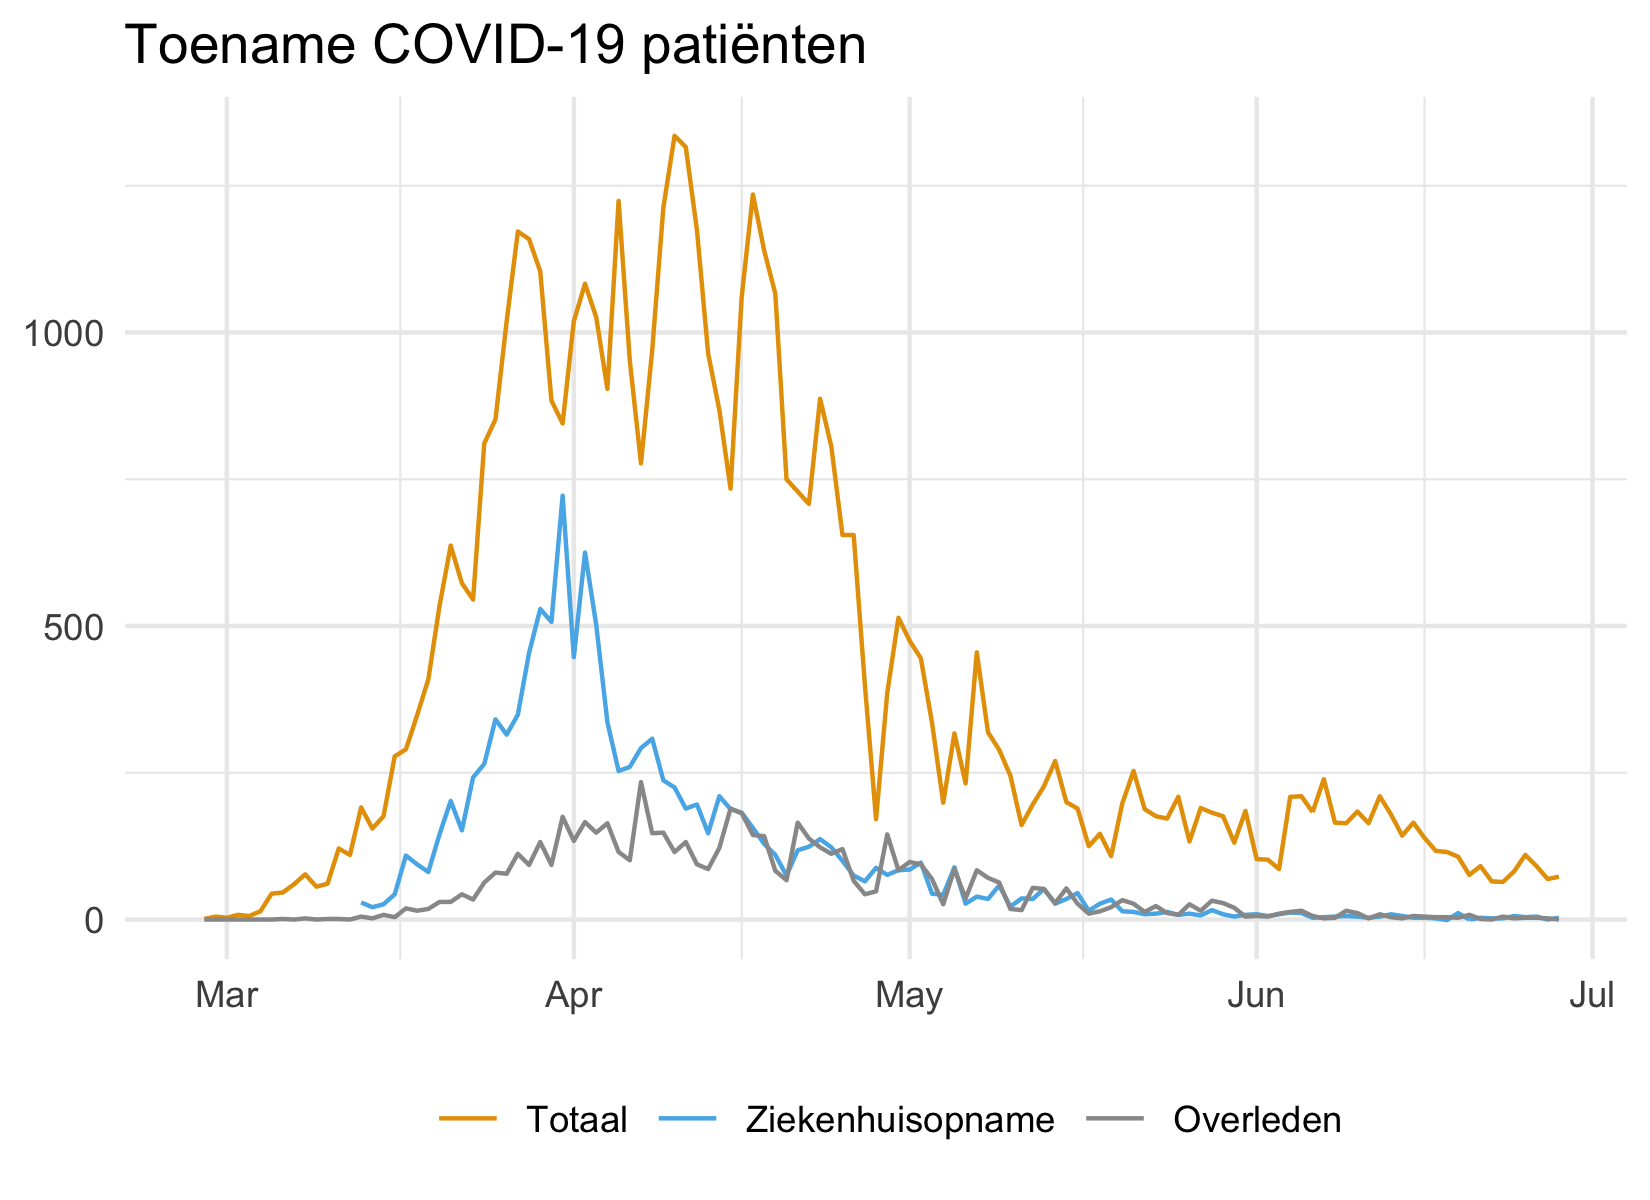 Toename COVID-19 patiënten
1000
500
0
Mar Apr May Jun Jul
Totaal Ziekenhuisopname Overleden